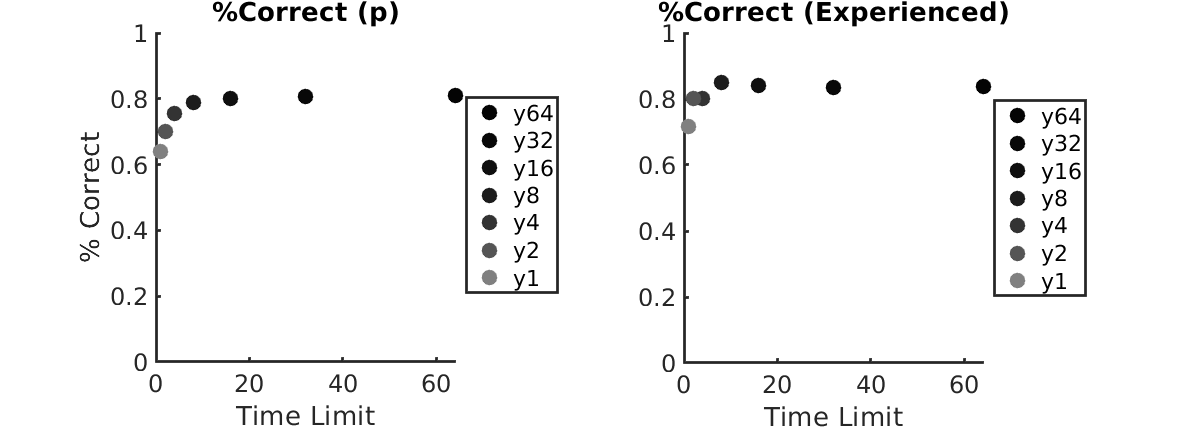 %Correct (p)
1
0.8
0.6
0.4
0.2
0
% Correct
0 20 40 60
Time Limit
y64
y32
y16
y8
y4
y2
y1
%Correct (Experienced)
1
0.8
0.6
0.4
0.2
0
0 20 40 60
Time Limit
y64
y32
y16
y8
y4
y2
y1